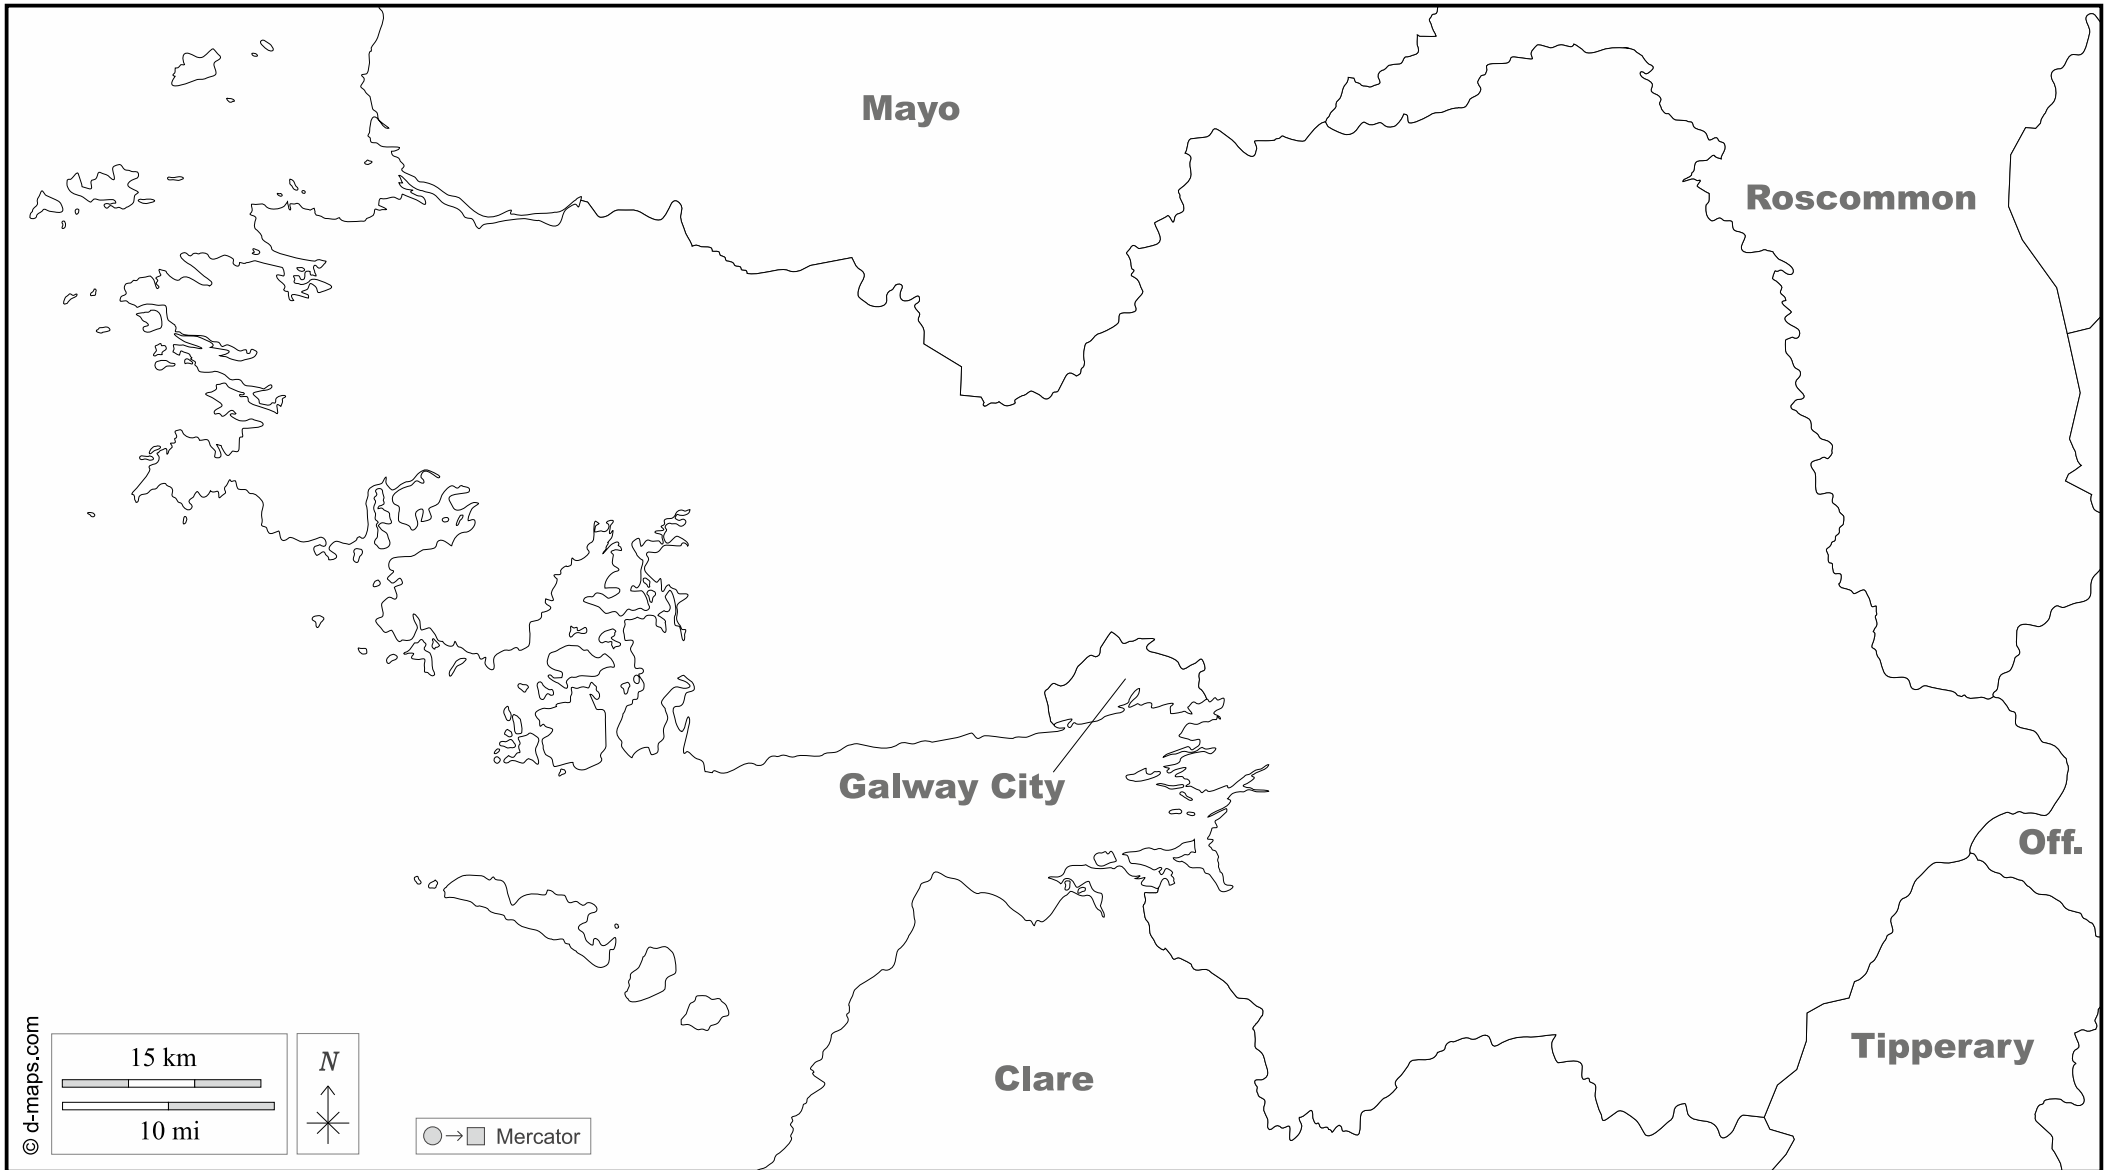 Mayo
Roscommon
Galway City
Off.
Tipperary
Clare
© d-maps.com
15 km
10 mi
N
Mercator